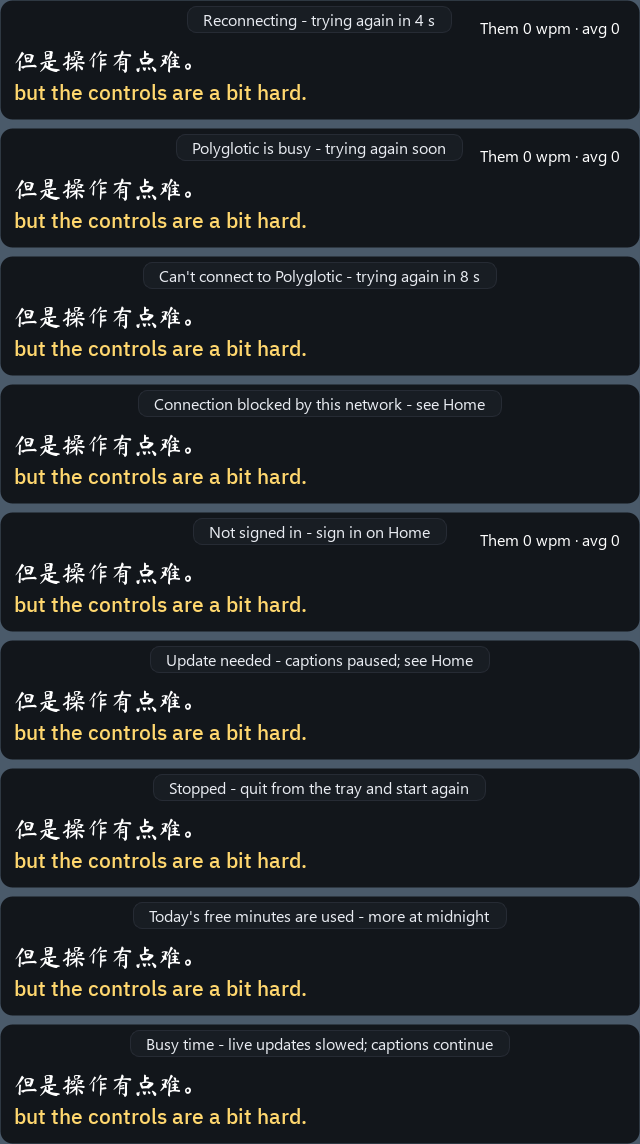 Reconnecting - trying again in 4 s
Them 0 wpm · avg 0
但是操作有点难。
but the controls are a bit hard.
Polyglotic is busy - trying again soon
Them 0 wpm · avg 0
但是操作有点难。
but the controls are a bit hard.
Can't connect to Polyglotic - trying again in 8 s
但是操作有点难。
but the controls are a bit hard.
Connection blocked by this network - see Home
但是操作有点难。
but the controls are a bit hard.
Not signed in - sign in on Home
Them 0 wpm · avg 0
但是操作有点难。
but the controls are a bit hard.
Update needed - captions paused; see Home
但是操作有点难。
but the controls are a bit hard.
Stopped - quit from the tray and start again
但是操作有点难。
but the controls are a bit hard.
Today's free minutes are used - more at midnight
但是操作有点难。
but the controls are a bit hard.
Busy time - live updates slowed; captions continue
但是操作有点难。
but the controls are a bit hard.